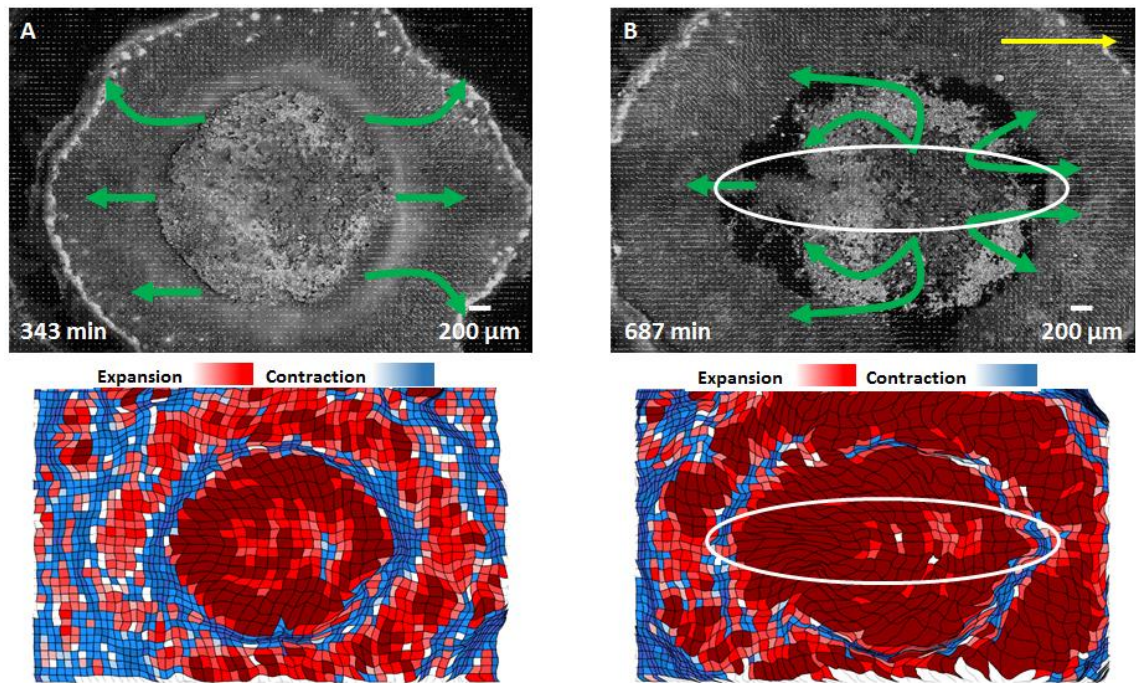 A
343 min
200 µm
B
687 min
200 µm
Expansion Contraction
Expansion Contraction